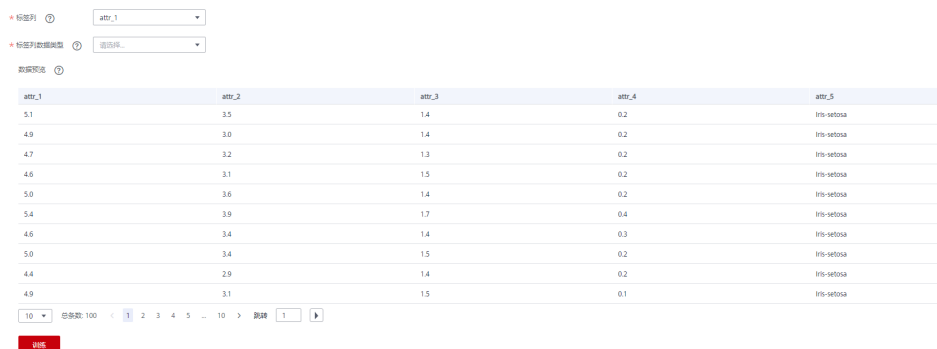 * 标签列 ? attr_1
* 标签列数据类型 ? 请选择...
数据预览 ?
attr_1 attr_2 attr_3 attr_4 attr_5
5.1 3.5 1.4 0.2 Iris-setosa
4.9 3.0 1.4 0.2 Iris-setosa
4.7 3.2 1.3 0.2 Iris-setosa
4.6 3.1 1.5 0.2 Iris-setosa
5.0 3.6 1.4 0.2 Iris-setosa
5.4 3.9 1.7 0.4 Iris-setosa
4.6 3.4 1.4 0.3 Iris-setosa
5.0 3.4 1.5 0.2 Iris-setosa
4.4 2.9 1.4 0.2 Iris-setosa
4.9 3.1 1.5 0.1 Iris-setosa
10 总条数: 100 < 1 2 3 4 5 ... 10 > 跳转 1
训练